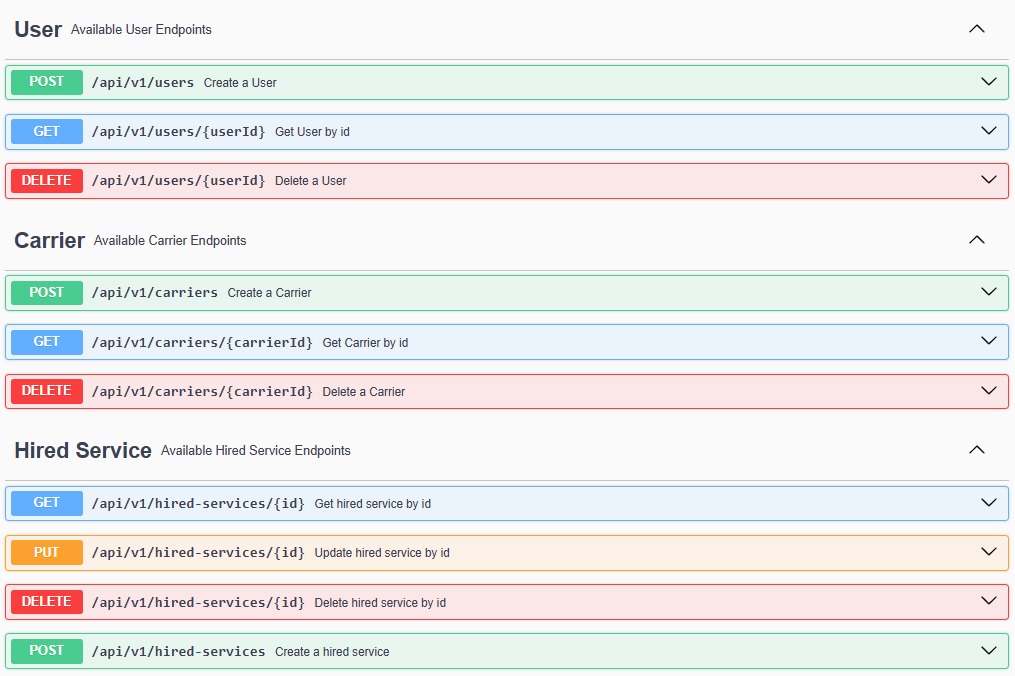 User Available User Endpoints
POST /api/v1/users Create a User
GET /api/v1/users/{userId} Get User by id
DELETE /api/v1/users/{userId} Delete a User
Carrier Available Carrier Endpoints
POST /api/v1/carriers Create a Carrier
GET /api/v1/carriers/{carrierId} Get Carrier by id
DELETE /api/v1/carriers/{carrierId} Delete a Carrier
Hired Service Available Hired Service Endpoints
GET /api/v1/hired-services/{id} Get hired service by id
PUT /api/v1/hired-services/{id} Update hired service by id
DELETE /api/v1/hired-services/{id} Delete hired service by id
POST /api/v1/hired-services Create a hired service